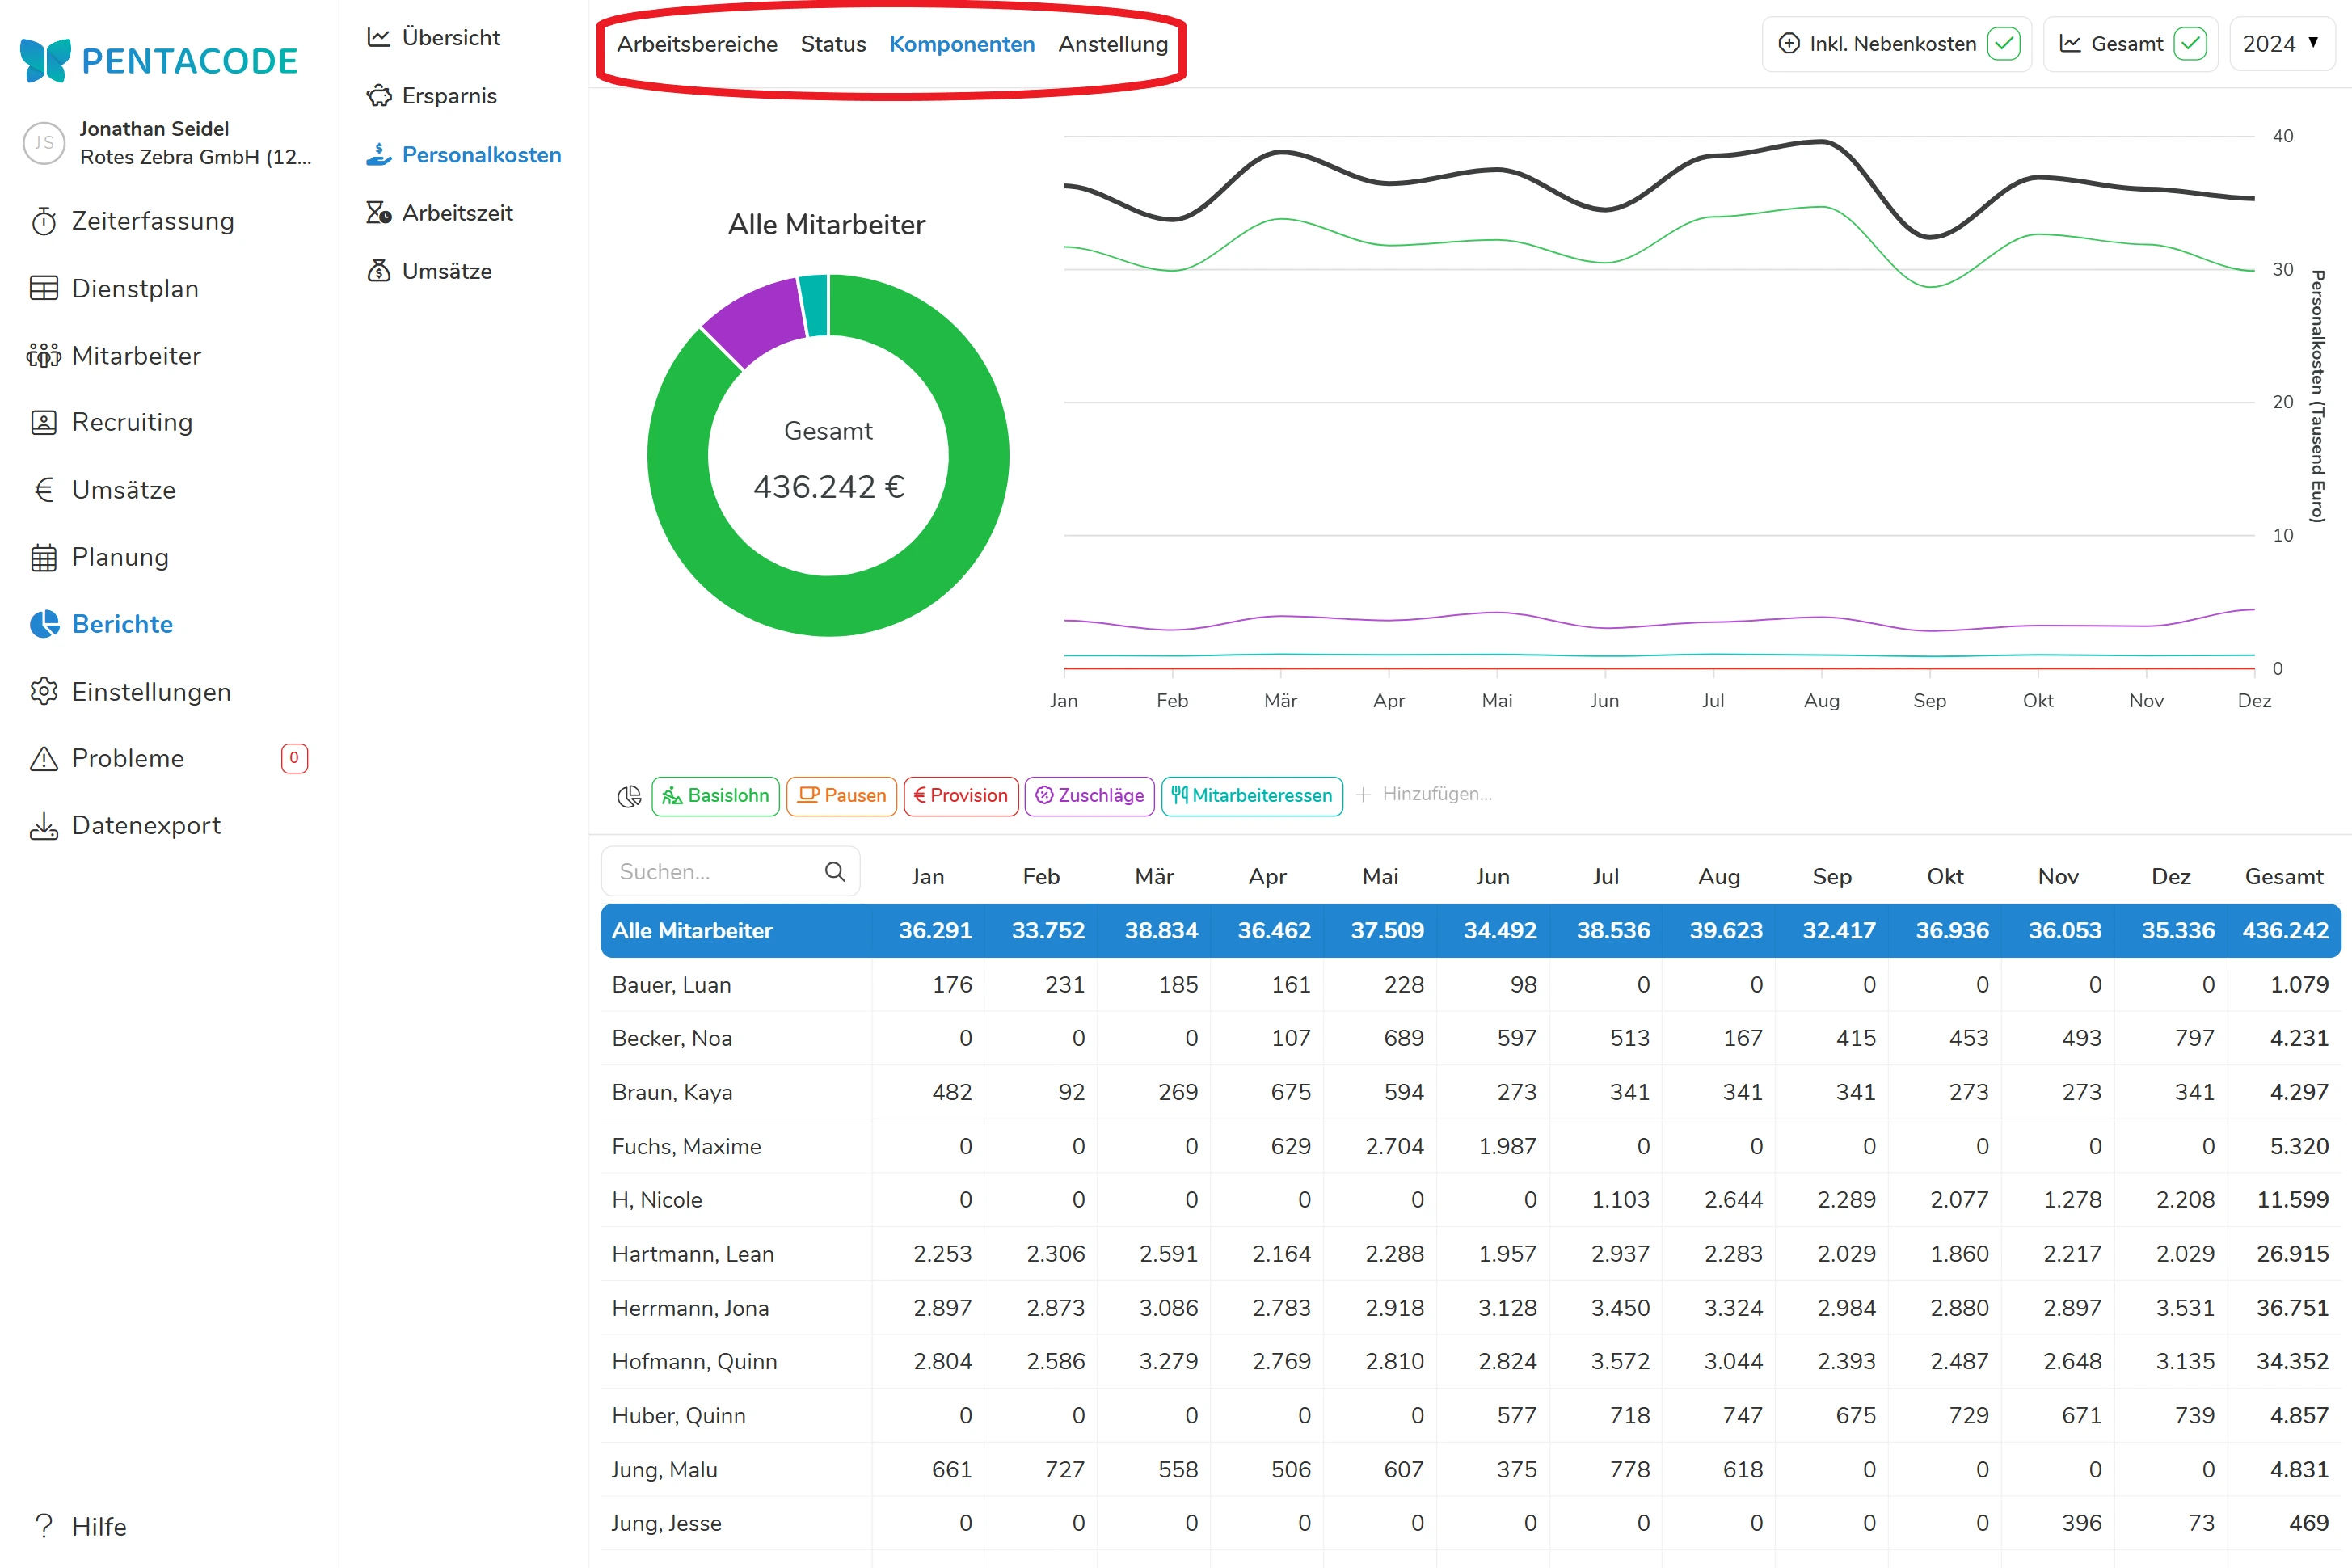 PENTACODE
JS
Jonathan Seidel
Rotes Zebra GmbH (12...
Zeiterfassung
Dienstplan
Mitarbeiter
Recruiting
€ Umsätze
Planung
Berichte
Einstellungen
Probleme 0
Datenexport
? Hilfe
Übersicht
Ersparnis
Personalkosten
Arbeitszeit
Umsätze
Arbeitsbereiche Status Komponenten Anstellung
Inkl. Nebenkosten Gesamt 2024
Alle Mitarbeiter
Gesamt
436.242 €
40
30
20
10
0
Personalkosten (Tausend Euro)
Jan Feb Mär Apr Mai Jun Jul Aug Sep Okt Nov Dez
Basislohn Pausen € Provision Zuschläge Mitarbeiteressen + Hinzufügen...
Suchen... Jan Feb Mär Apr Mai Jun Jul Aug Sep Okt Nov Dez Gesamt
Alle Mitarbeiter 36.291 33.752 38.834 36.462 37.509 34.492 38.536 39.623 32.417 36.936 36.053 35.336 436.242
Bauer, Luan 176 231 185 161 228 98 0 0 0 0 0 0 1.079
Becker, Noa 0 0 0 107 689 597 513 167 415 453 493 797 4.231
Braun, Kaya 482 92 269 675 594 273 341 341 341 273 273 341 4.297
Fuchs, Maxime 0 0 0 629 2.704 1.987 0 0 0 0 0 0 5.320
H, Nicole 0 0 0 0 0 0 1.103 2.644 2.289 2.077 1.278 2.208 11.599
Hartmann, Lean 2.253 2.306 2.591 2.164 2.288 1.957 2.937 2.283 2.029 1.860 2.217 2.029 26.915
Herrmann, Jona 2.897 2.873 3.086 2.783 2.918 3.128 3.450 3.324 2.984 2.880 2.897 3.531 36.751
Hofmann, Quinn 2.804 2.586 3.279 2.769 2.810 2.824 3.572 3.044 2.393 2.487 2.648 3.135 34.352
Huber, Quinn 0 0 0 0 0 577 718 747 675 729 671 739 4.857
Jung, Malu 661 727 558 506 607 375 778 618 0 0 0 0 4.831
Jung, Jesse 0 0 0 0 0 0 0 0 0 0 396 73 469